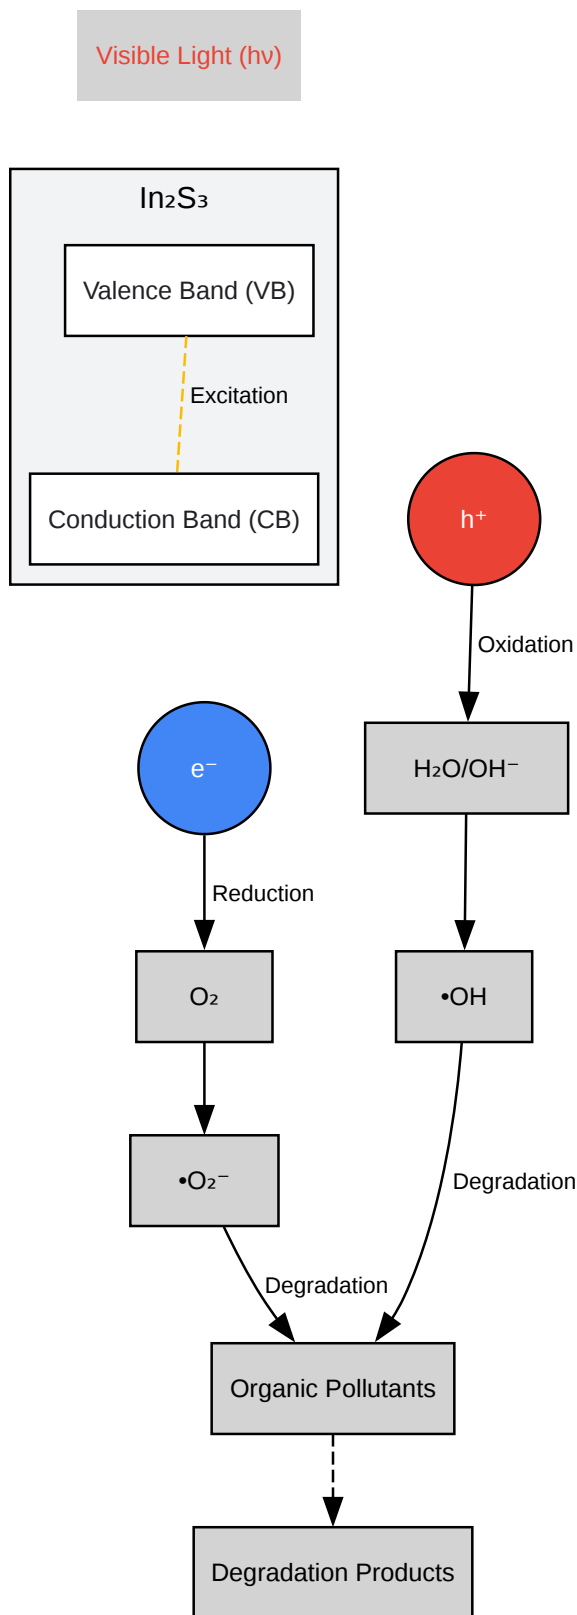 Visible Light (hν)
In₂S₃
Valence Band (VB)
Excitation
Conduction Band (CB)
h⁺
Oxidation
e⁻
H₂O/OH⁻
Reduction
O₂
•OH
•O₂⁻
Degradation
Degradation
Organic Pollutants
Degradation Products